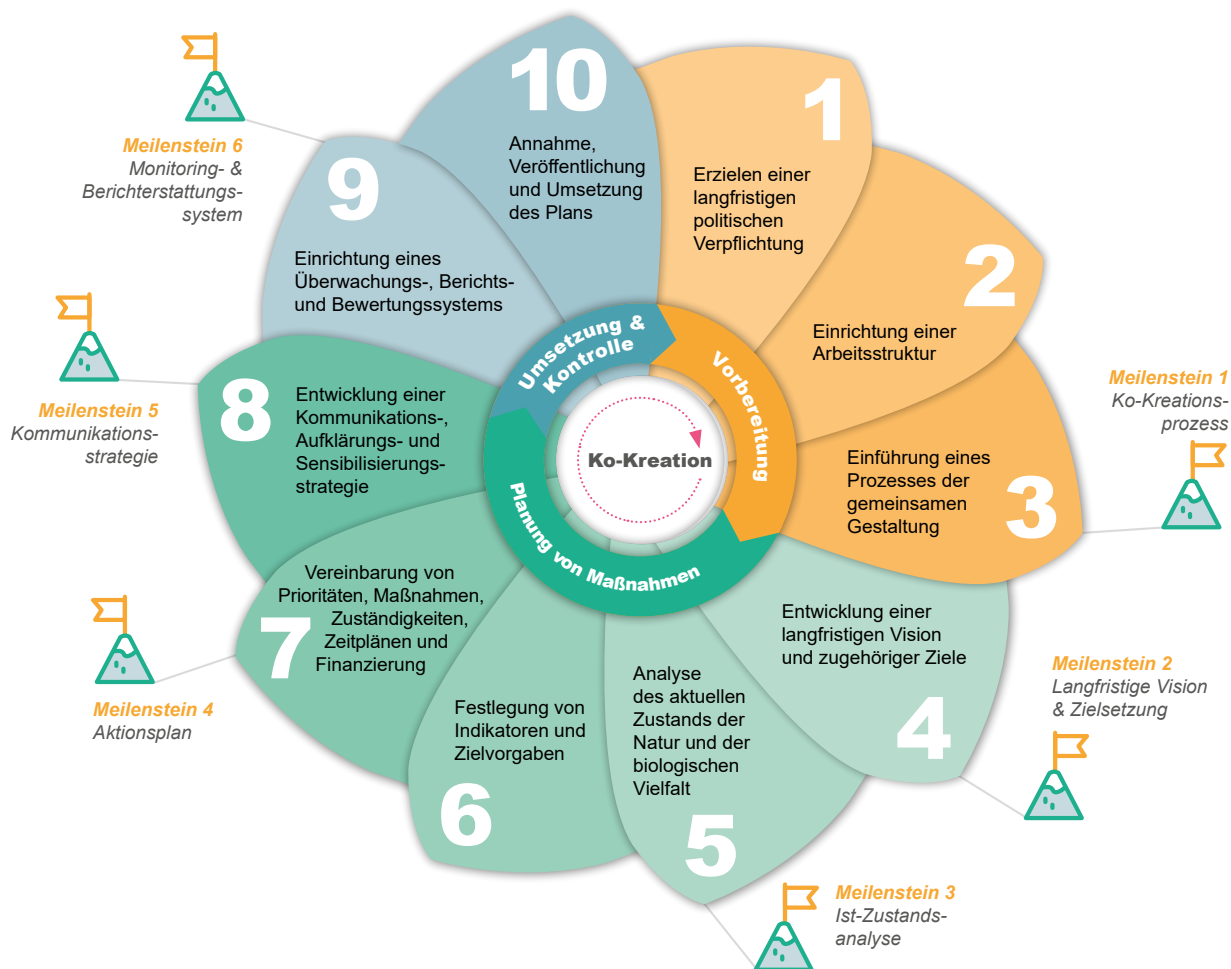 1
Erzielen einer
langfristigen
politischen
Verpflichtung
2
Einrichtung einer
Arbeitsstruktur
3
Einführung eines
Prozesses der
gemeinsamen
Gestaltung
Meilenstein 1
Ko-Kreations-
prozess
4
Entwicklung einer
langfristigen Vision
und zugehöriger Ziele
Meilenstein 2
Langfristige Vision
& Zielsetzung
5
Analyse
des aktuellen
Zustands der
Natur und der
biologischen
Vielfalt
Meilenstein 3
Ist-Zustands-
analyse
6
Festlegung von
Indikatoren und
Zielvorgaben
7
Vereinbarung von
Prioritäten, Maßnahmen,
Zuständigkeiten,
Zeitplänen und
Finanzierung
Meilenstein 4
Aktionsplan
8
Entwicklung einer
Kommunikations-,
Aufklärungs- und
Sensibilisierungs-
strategie
Meilenstein 5
Kommunikations-
strategie
9
Einrichtung eines
Überwachungs-, Berichts-
und Bewertungssystems
Meilenstein 6
Monitoring- &
Berichterstattungs-
system
10
Annahme,
Veröffentlichung
und Umsetzung
des Plans
Vorbereitung
Planung von Maßnahmen
Umsetzung &
Kontrolle
Ko-Kreation